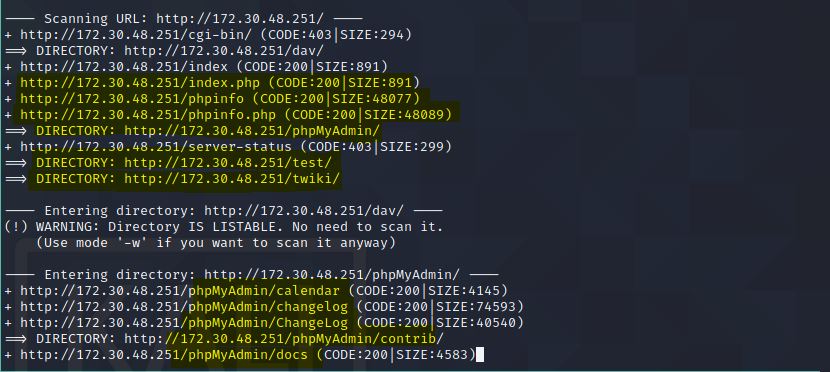 ---- Scanning URL: http://172.30.48.251/ ----
+ http://172.30.48.251/cgi-bin/ (CODE:403|SIZE:294)
==> DIRECTORY: http://172.30.48.251/dav/
+ http://172.30.48.251/index (CODE:200|SIZE:891)
+ http://172.30.48.251/index.php (CODE:200|SIZE:891)
+ http://172.30.48.251/phpinfo (CODE:200|SIZE:48077)
+ http://172.30.48.251/phpinfo.php (CODE:200|SIZE:48089)
==> DIRECTORY: http://172.30.48.251/phpMyAdmin/
+ http://172.30.48.251/server-status (CODE:403|SIZE:299)
==> DIRECTORY: http://172.30.48.251/test/
==> DIRECTORY: http://172.30.48.251/twiki/
---- Entering directory: http://172.30.48.251/dav/ ----
(!) WARNING: Directory IS LISTABLE. No need to scan it.
(Use mode '-w' if you want to scan it anyway)
---- Entering directory: http://172.30.48.251/phpMyAdmin/ ----
+ http://172.30.48.251/phpMyAdmin/calendar (CODE:200|SIZE:4145)
+ http://172.30.48.251/phpMyAdmin/changelog (CODE:200|SIZE:74593)
+ http://172.30.48.251/phpMyAdmin/ChangeLog (CODE:200|SIZE:40540)
==> DIRECTORY: http://172.30.48.251/phpMyAdmin/contrib/
+ http://172.30.48.251/phpMyAdmin/docs (CODE:200|SIZE:4583)